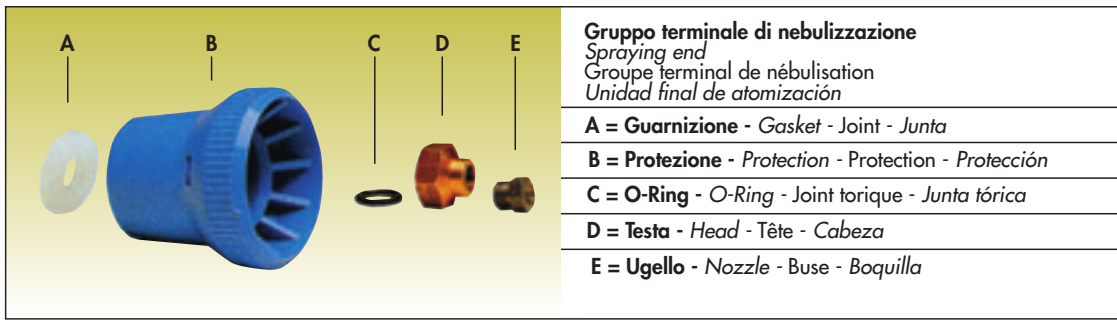 A B C D E
Gruppo terminale di nebulizzazione
Spraying end
Groupe terminal de nébulisation
Unidad final de atomización
A = Guarnizione - Gasket - Joint - Junta
B = Protezione - Protection - Protection - Protección
C = O-Ring - O-Ring - Joint torique - Junta tórica
D = Testa - Head - Tête - Cabeza
E = Ugello - Nozzle - Buse - Boquilla